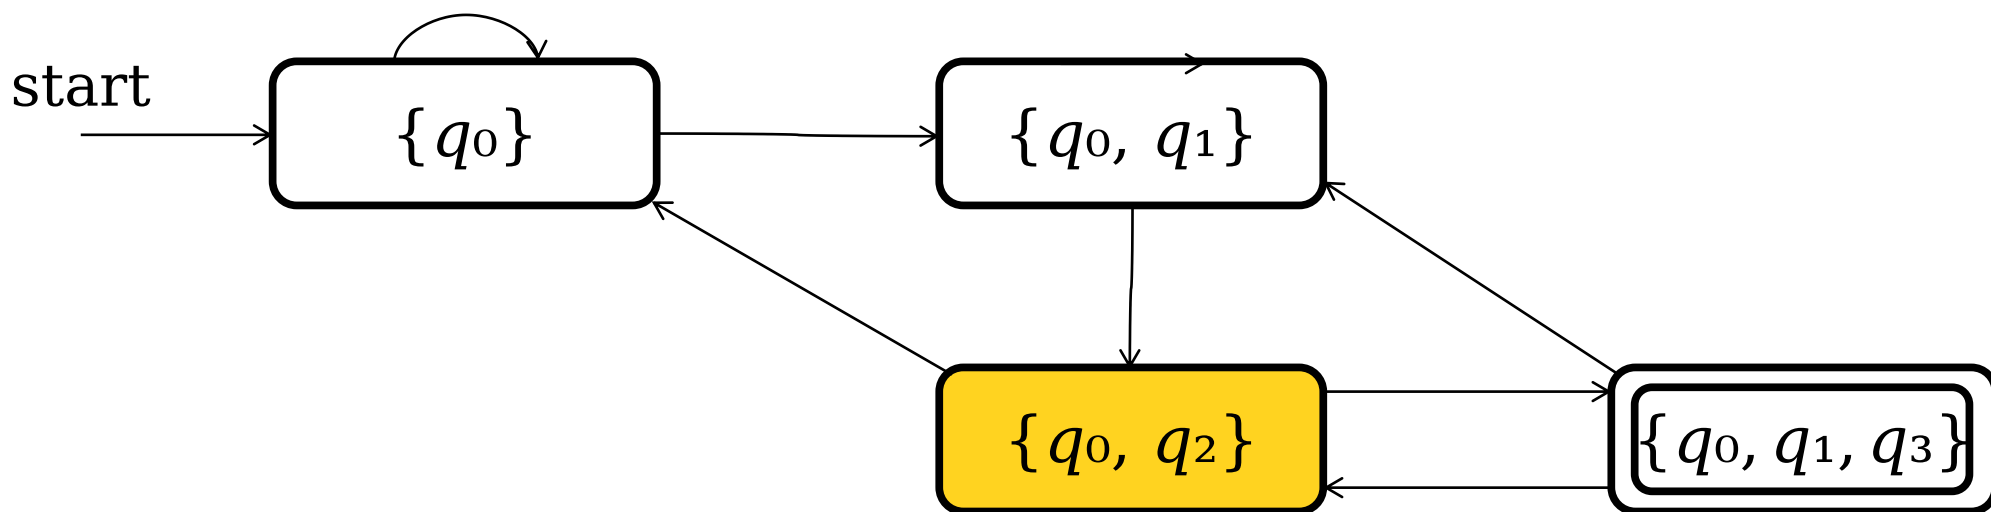 start
{q₀}
{q₀, q₁}
{q₀, q₂}
{q₀, q₁, q₃}